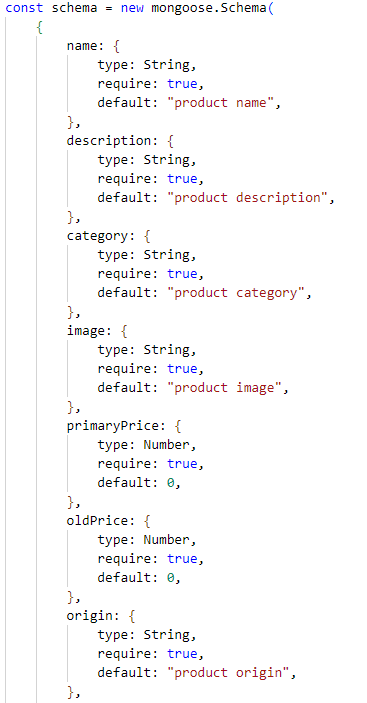 const schema = new mongoose.Schema(
{
name: {
type: String,
require: true,
default: "product name",
},
description: {
type: String,
require: true,
default: "product description",
},
category: {
type: String,
require: true,
default: "product category",
},
image: {
type: String,
require: true,
default: "product image",
},
primaryPrice: {
type: Number,
require: true,
default: 0,
},
oldPrice: {
type: Number,
require: true,
default: 0,
},
origin: {
type: String,
require: true,
default: "product origin",
},